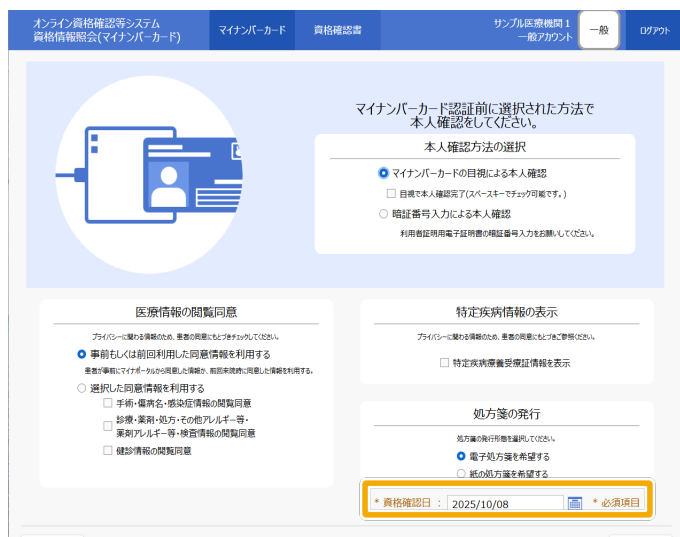 オンライン資格確認等システム
資格情報照会(マイナンバーカード)
マイナンバーカード
資格確認書
サンプル医療機関１
一般アカウント
一般
ログアウト
マイナンバーカード認証前に選択された方法で
本人確認をしてください。
本人確認方法の選択
マイナンバーカードの目視による本人確認
目視で本人確認完了(スペースキーでチェック可能です。)
暗証番号入力による本人確認
利用者証明用電子証明書の暗証番号入力をお願いしてください。
医療情報の閲覧同意
プライバシーに関わる情報のため、患者の同意にもとづきチェックしてください。
事前もしくは前回利用した同意情報を利用する
患者が事前にマイナポータルから同意した情報か、前回来院時に同意した情報を利用する。
選択した同意情報を利用する
手術・傷病名・感染症情報の閲覧同意
診療・薬剤・処方・その他アレルギー等・
薬剤アレルギー等・検査情報の閲覧同意
健診情報の閲覧同意
特定疾病情報の表示
プライバシーに関わる情報のため、患者の同意にもとづきご参照ください。
特定疾病療養受療証情報を表示
処方箋の発行
処方箋の発行形態を選択してください。
電子処方箋を希望する
紙の処方箋を希望する
* 資格確認日 : 2025/10/08 * 必須項目